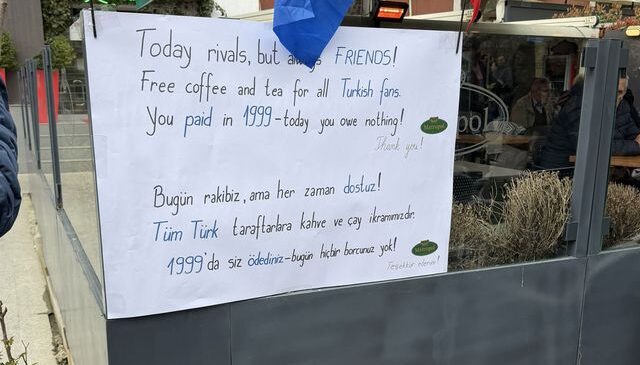 Today rivals, but always FRIENDS!
Free coffee and tea for all Turkish fans.
You paid in 1999 - today you owe nothing!
Thank you!
Bugün rakibiz, ama her zaman dostuz!
Tüm Türk taraftarlara kahve ve çay ikramımızdır.
1999'da siz ödediniz - bugün hiçbir borcunuz yok!
Teşekkür ederim!